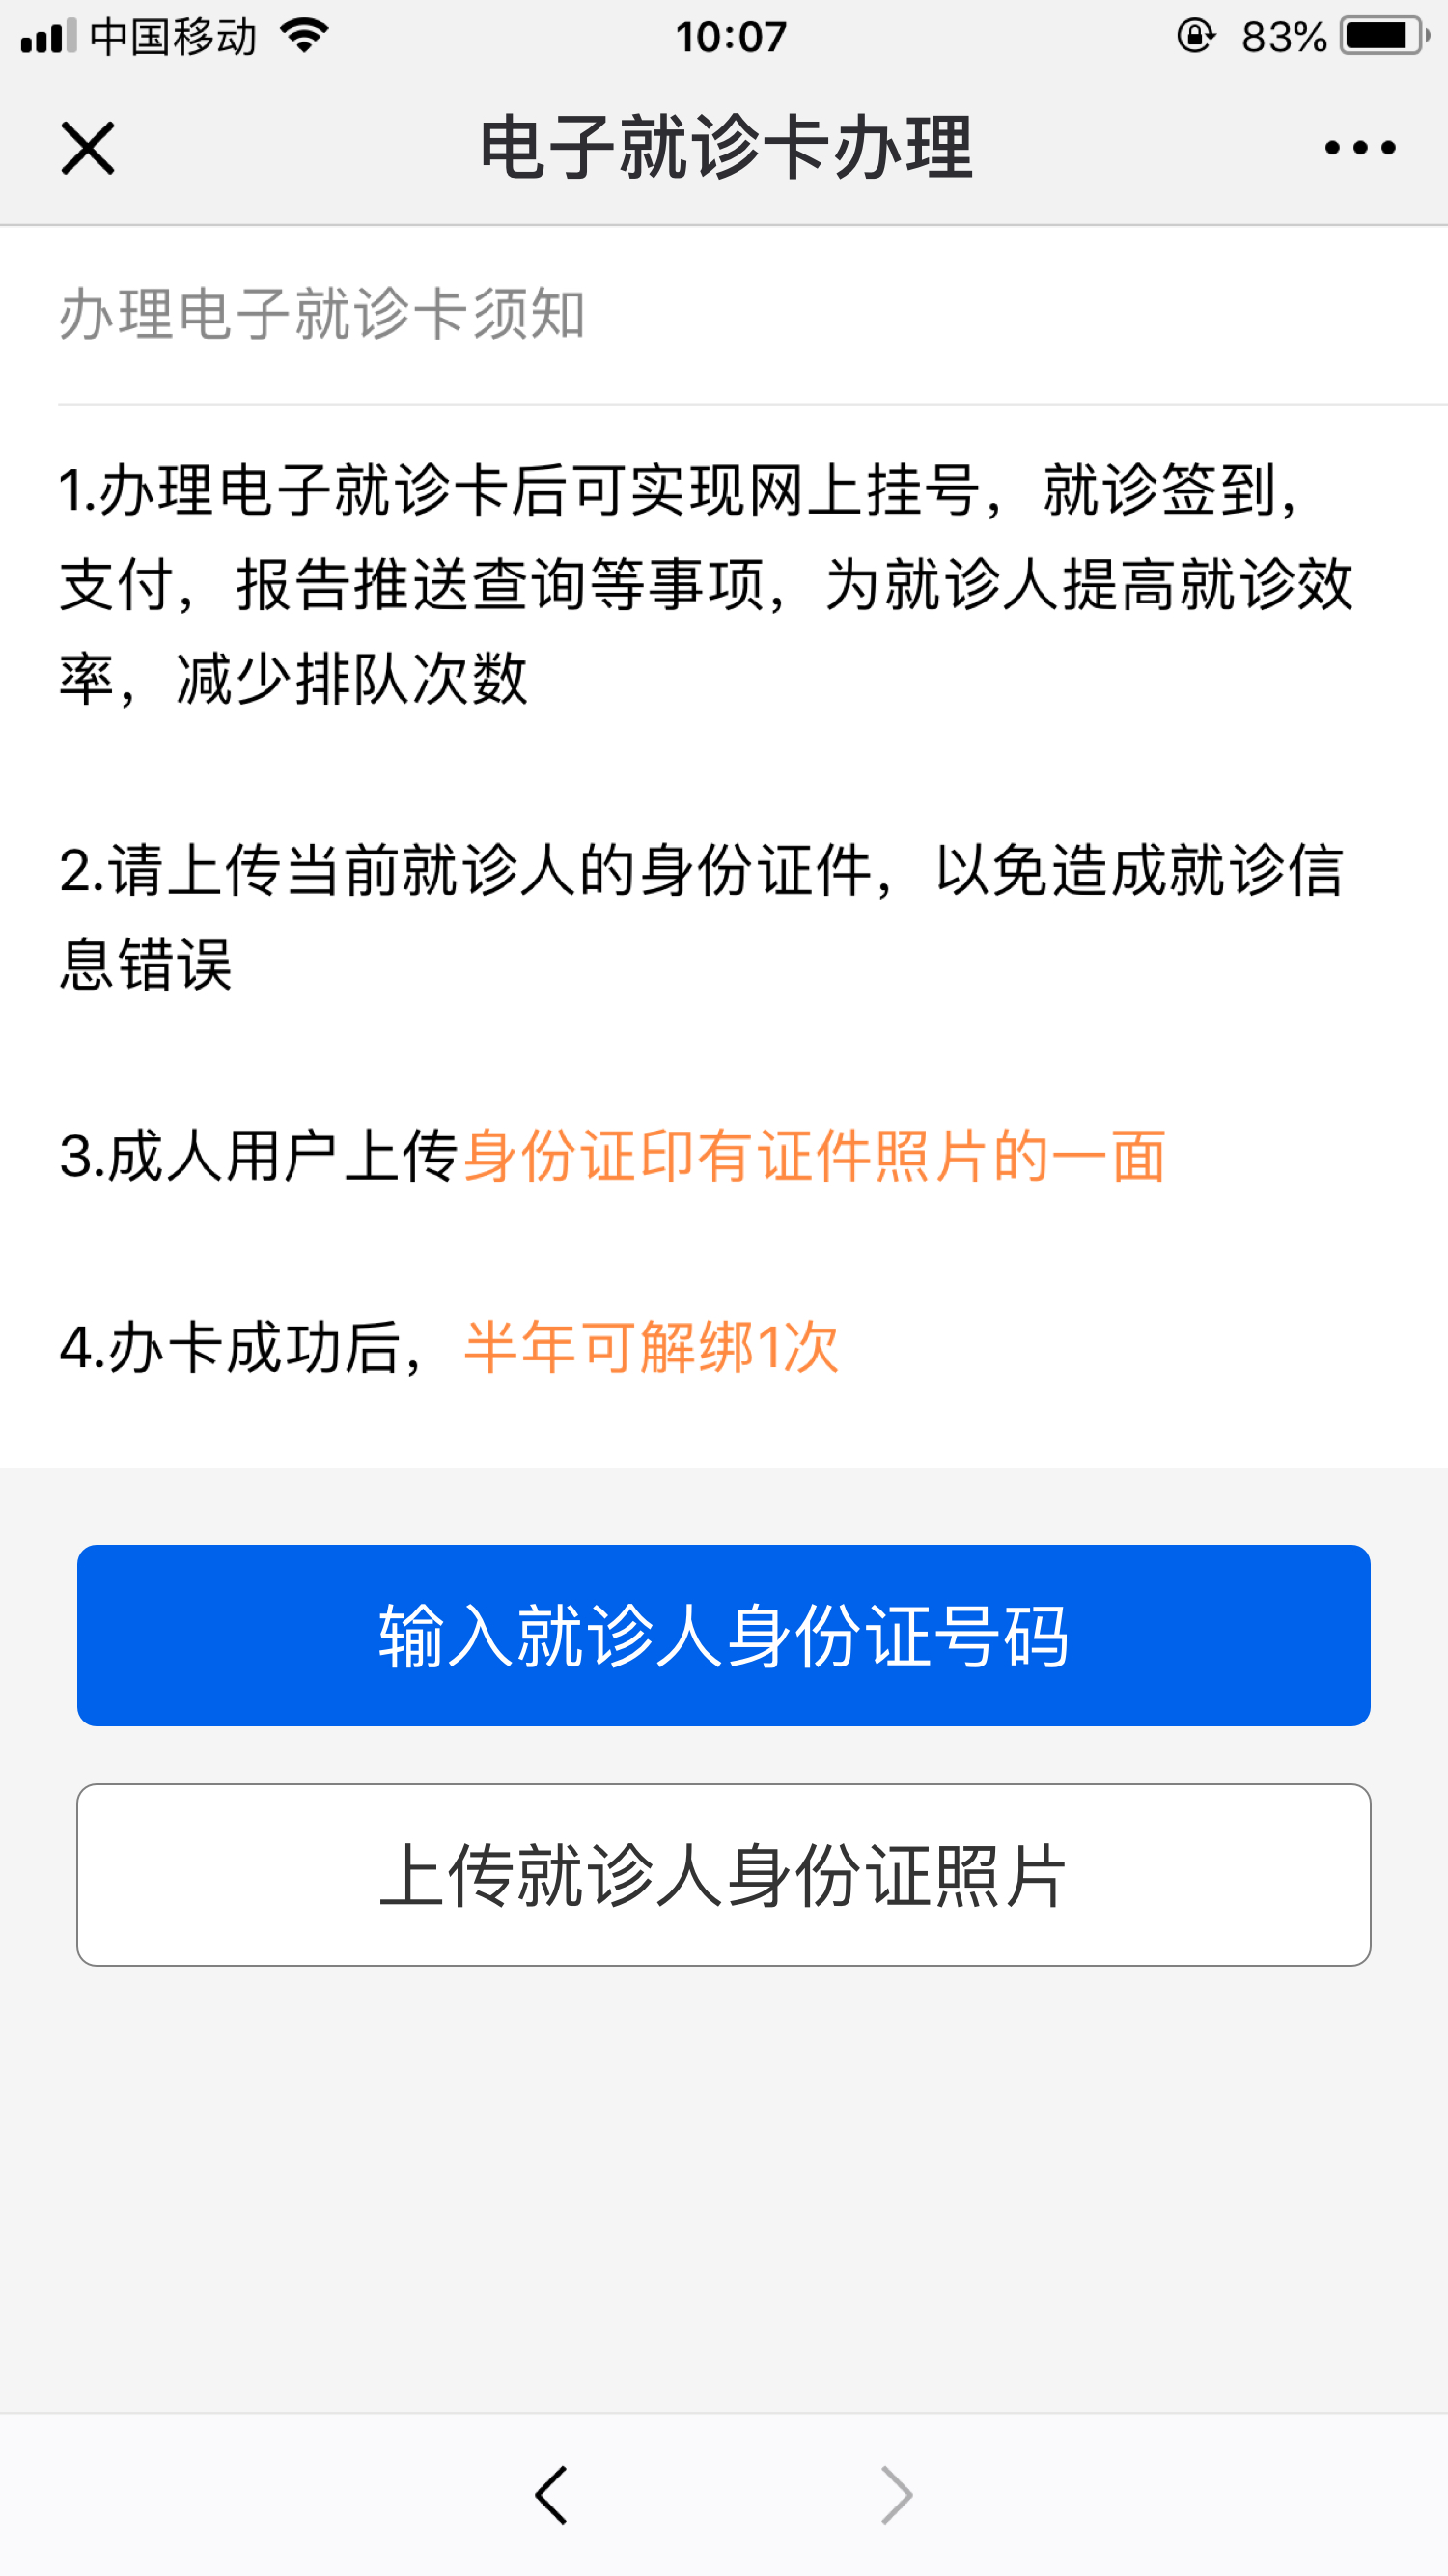 中国移动 10:07 83%
电子就诊卡办理
办理电子就诊卡须知
1.办理电子就诊卡后可实现网上挂号，就诊签到，
支付，报告推送查询等事项，为就诊人提高就诊效
率，减少排队次数
2.请上传当前就诊人的身份证件，以免造成就诊信
息错误
3.成人用户上传身份证印有证件照片的一面
4.办卡成功后，半年可解绑1次
输入就诊人身份证号码
上传就诊人身份证照片